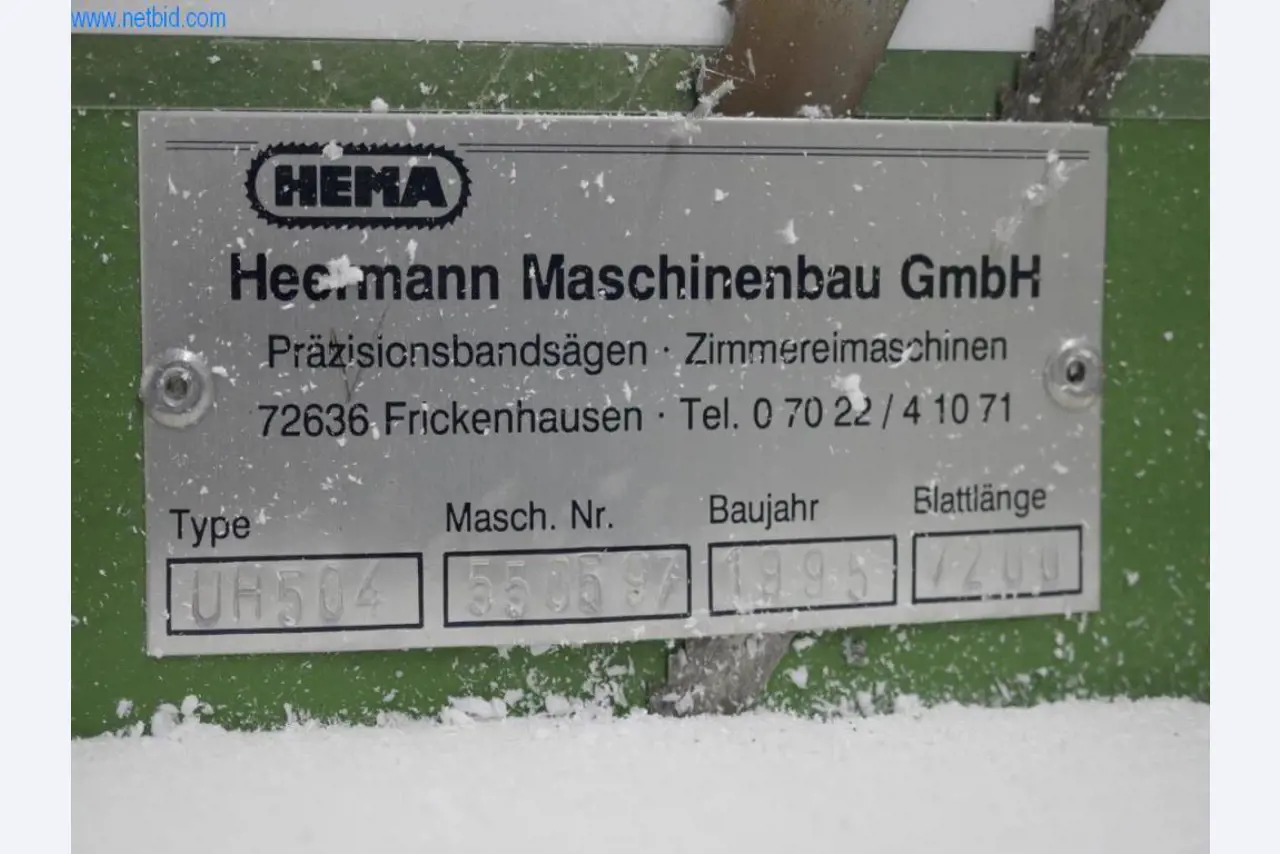 www.netbid.com
HEMA
Heermann Maschinenbau GmbH
Präzisionsbandsägen · Zimmereimaschinen
72636 Frickenhausen · Tel. 0 70 22 / 4 10 71
Type Masch. Nr. Baujahr Blattlänge
UH504 1995 7200